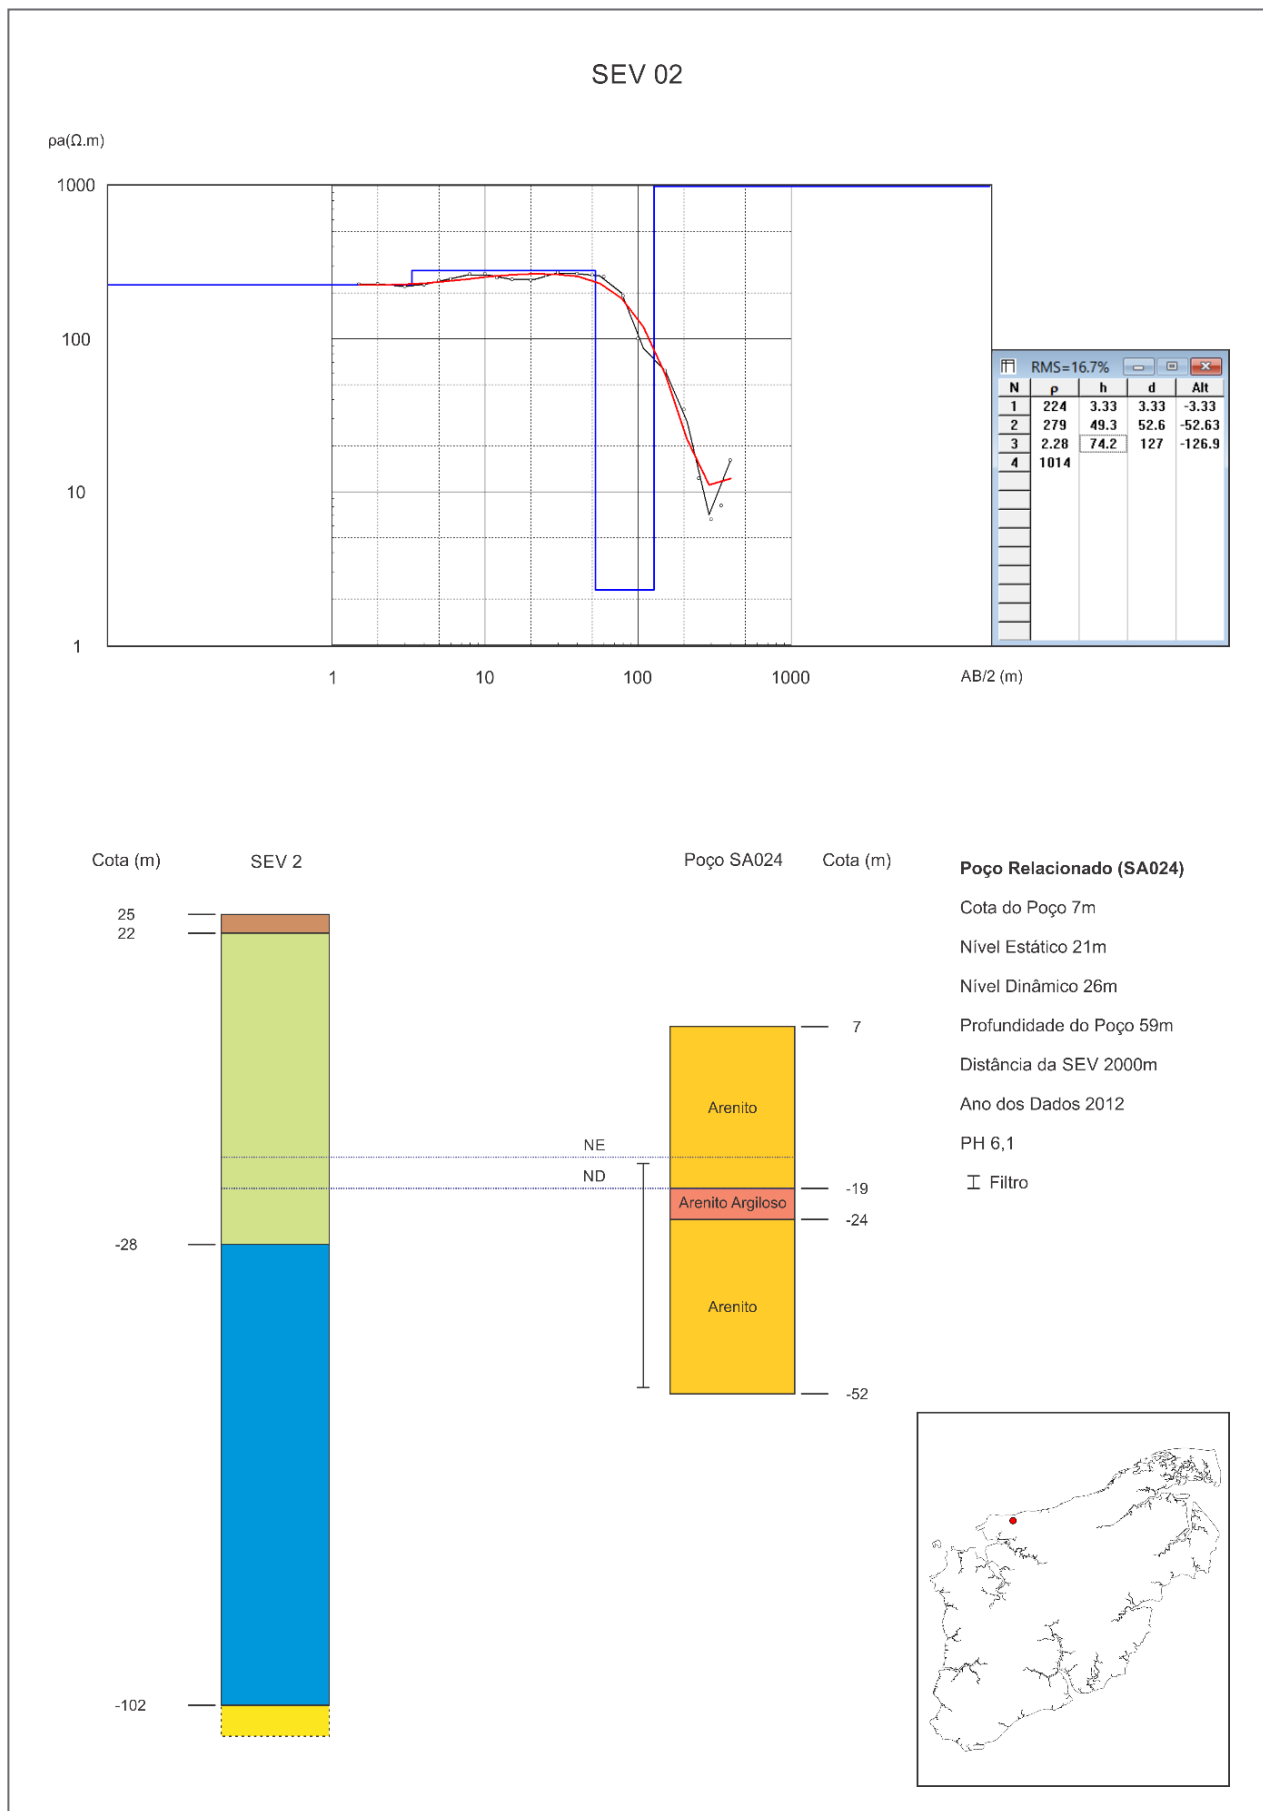 SEV 02
ρa(Ω.m)
1000
100
10
1
1 10 100 1000 AB/2 (m)
RMS=16.7%
N ρ h d Alt
1 224 3.33 3.33 -3.33
2 279 49.3 52.6 -52.63
3 2.28 74.2 127 -126.9
4 1014
Cota (m) SEV 2 Poço SA024 Cota (m)
25
22
-28
-102
NE
ND
Arenito
Arenito Argiloso
Arenito
7
-19
-24
-52
Poço Relacionado (SA024)
Cota do Poço 7m
Nível Estático 21m
Nível Dinâmico 26m
Profundidade do Poço 59m
Distância da SEV 2000m
Ano dos Dados 2012
PH 6,1
Filtro